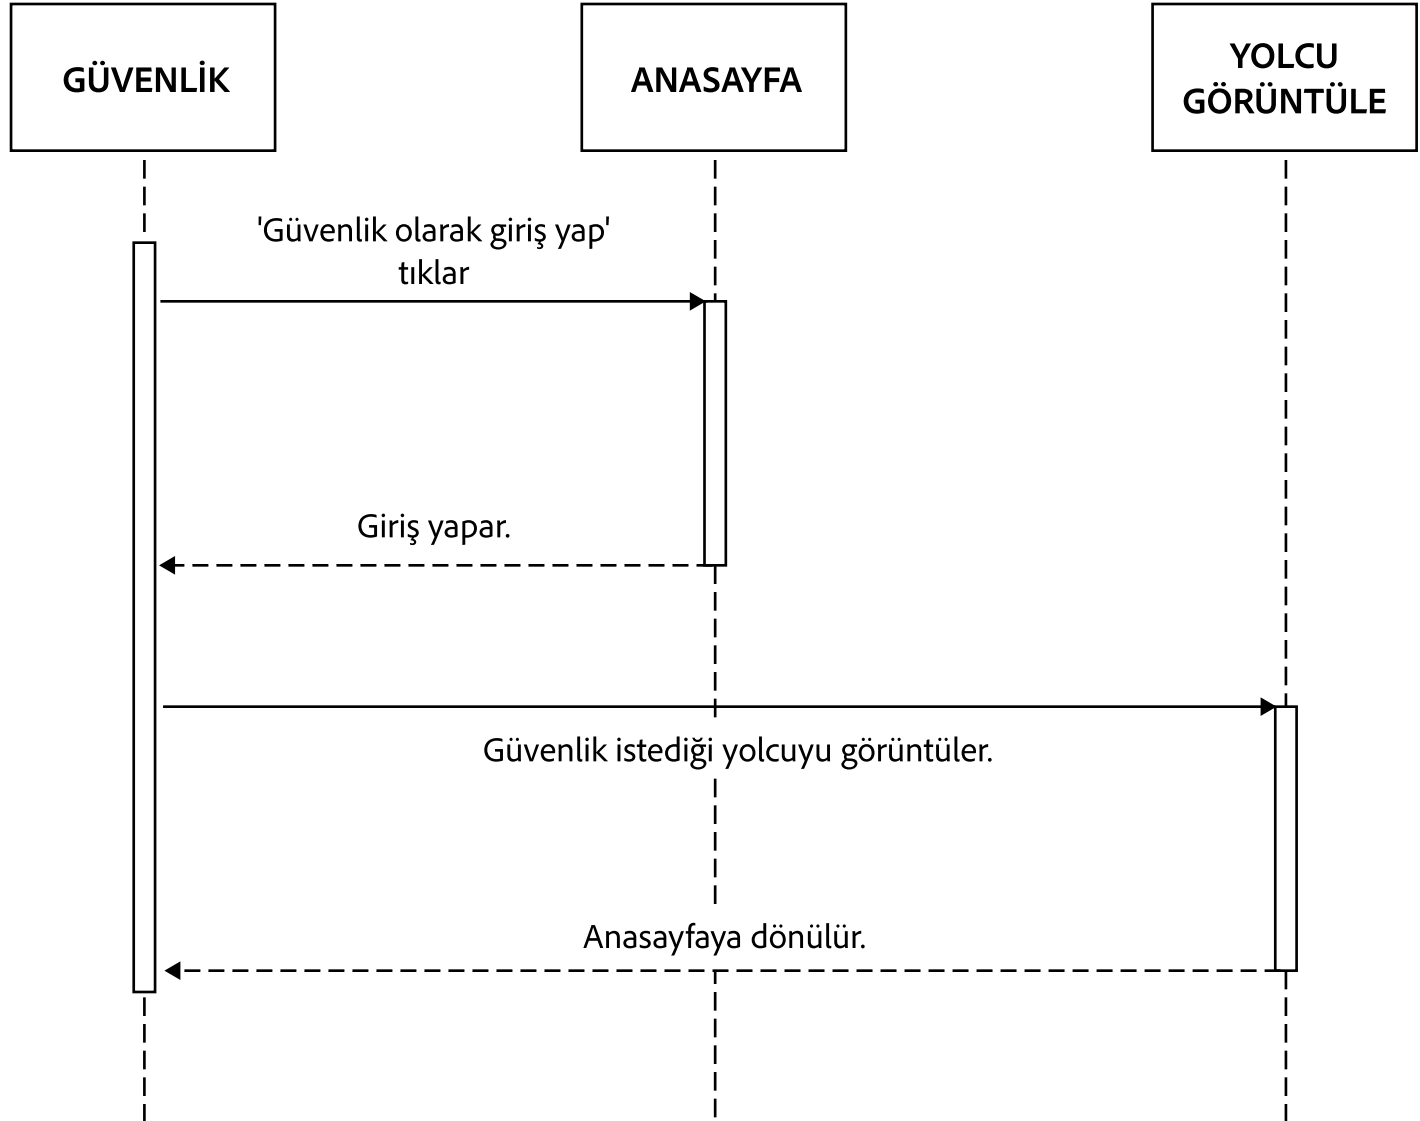 GÜVENLİK
ANASAYFA
YOLCU
GÖRÜNTÜLE
'Güvenlik olarak giriş yap'
tıklar
Giriş yapar.
Güvenlik istediği yolcuyu görüntüler.
Anasayfaya dönülür.